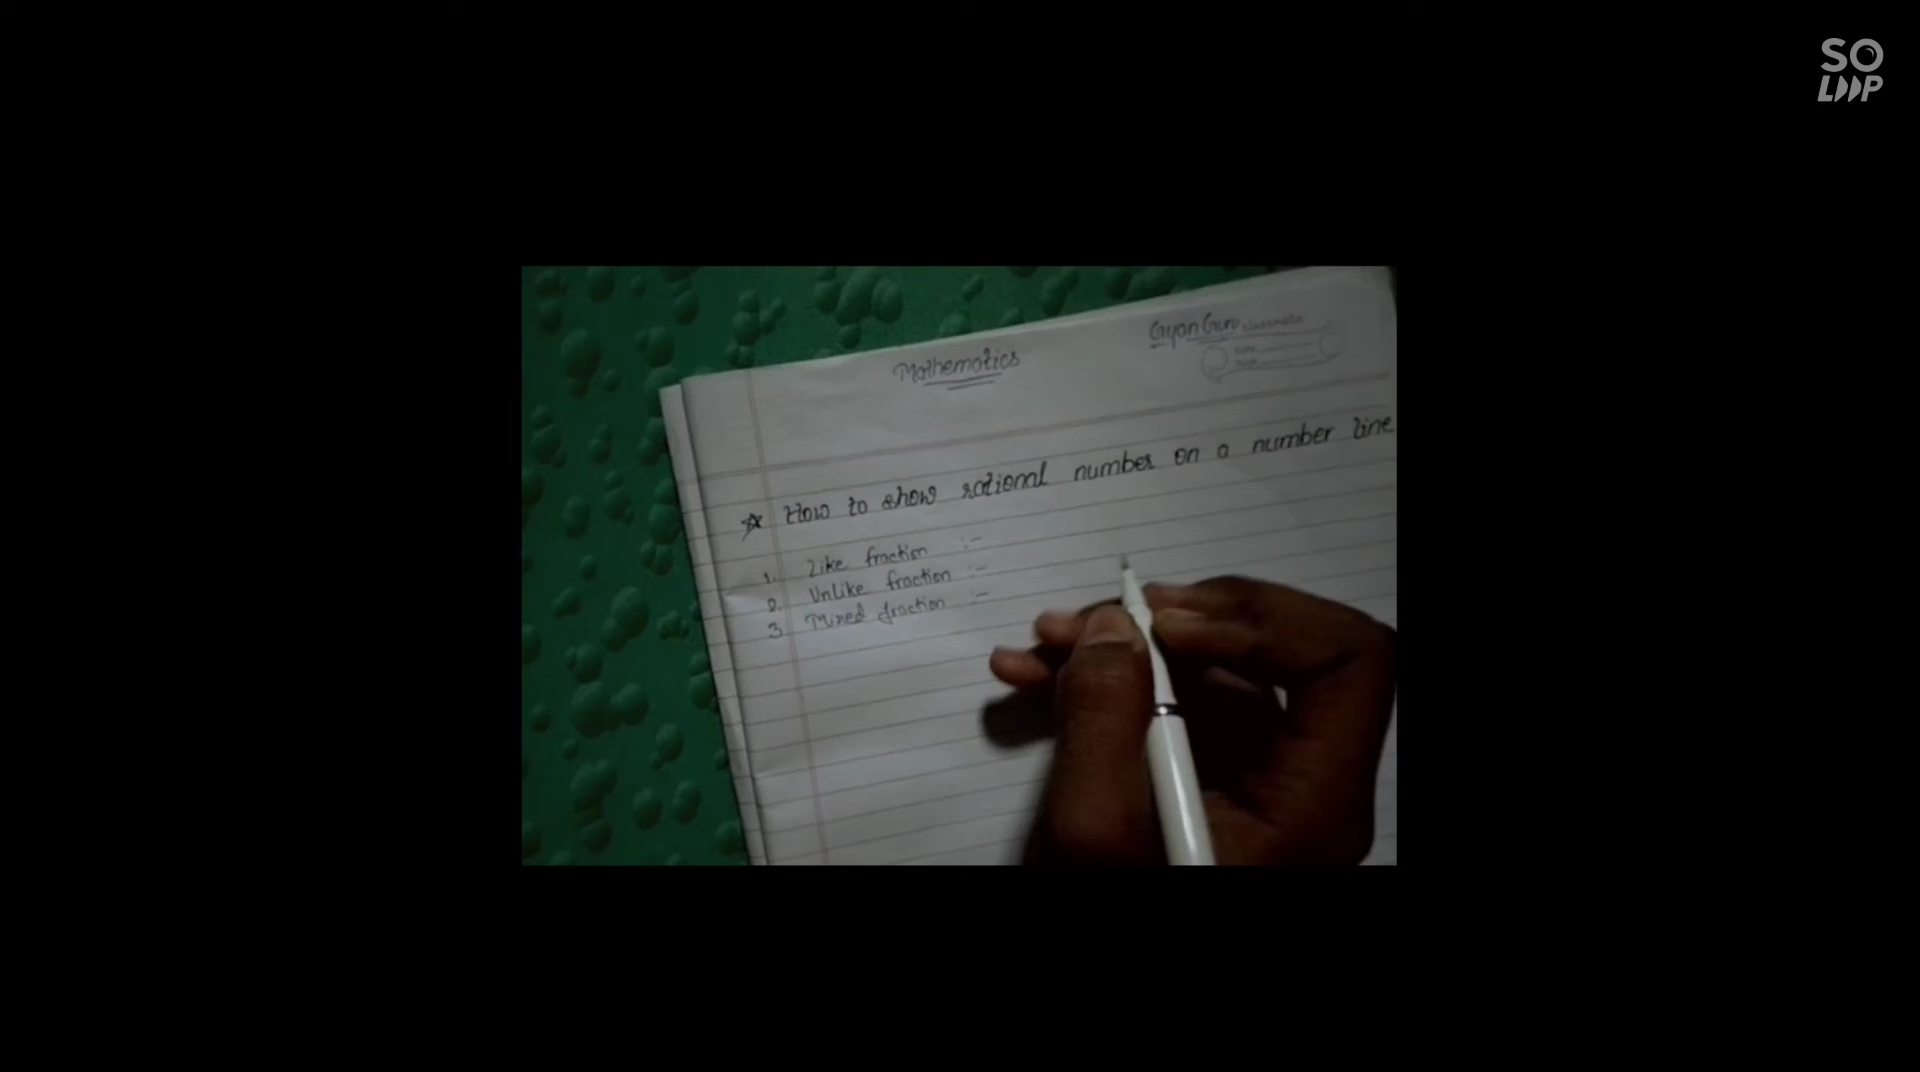 SO
LOOP
Gyan Guru classmate
Mathematics
☆ How to show rational number on a number line
1. Like fraction :-
2. UnLike fraction :-
3 Mixed fraction :-